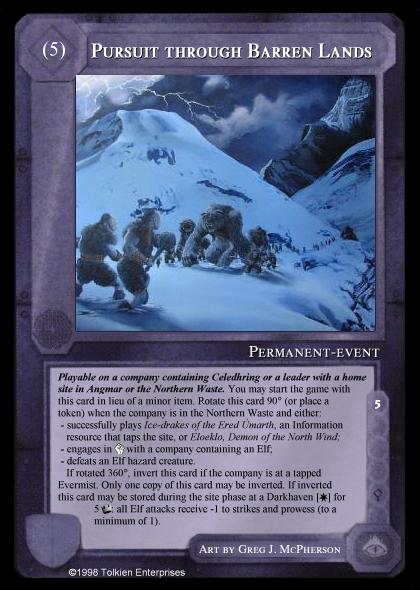 (5)
PURSUIT THROUGH BARREN LANDS
PERMANENT-EVENT
Playable on a company containing Celedhring or a leader with a home
site in Angmar or the Northern Waste. You may start the game with
this card in lieu of a minor item. Rotate this card 90° (or place a
token) when the company is in the Northern Waste and either:
- successfully plays Ice-drakes of the Ered Úmarth, an Information
resource that taps the site, or Eloeklo, Demon of the North Wind;
- engages in with a company containing an Elf;
- defeats an Elf hazard creature.
If rotated 360°, invert this card if the company is at a tapped
Evermist. Only one copy of this card may be inverted. If inverted
this card may be stored during the site phase at a Darkhaven [ ] for
5 : all Elf attacks receive -1 to strikes and prowess (to a
minimum of 1).
5
ART BY GREG J. MCPHERSON
©1998 Tolkien Enterprises